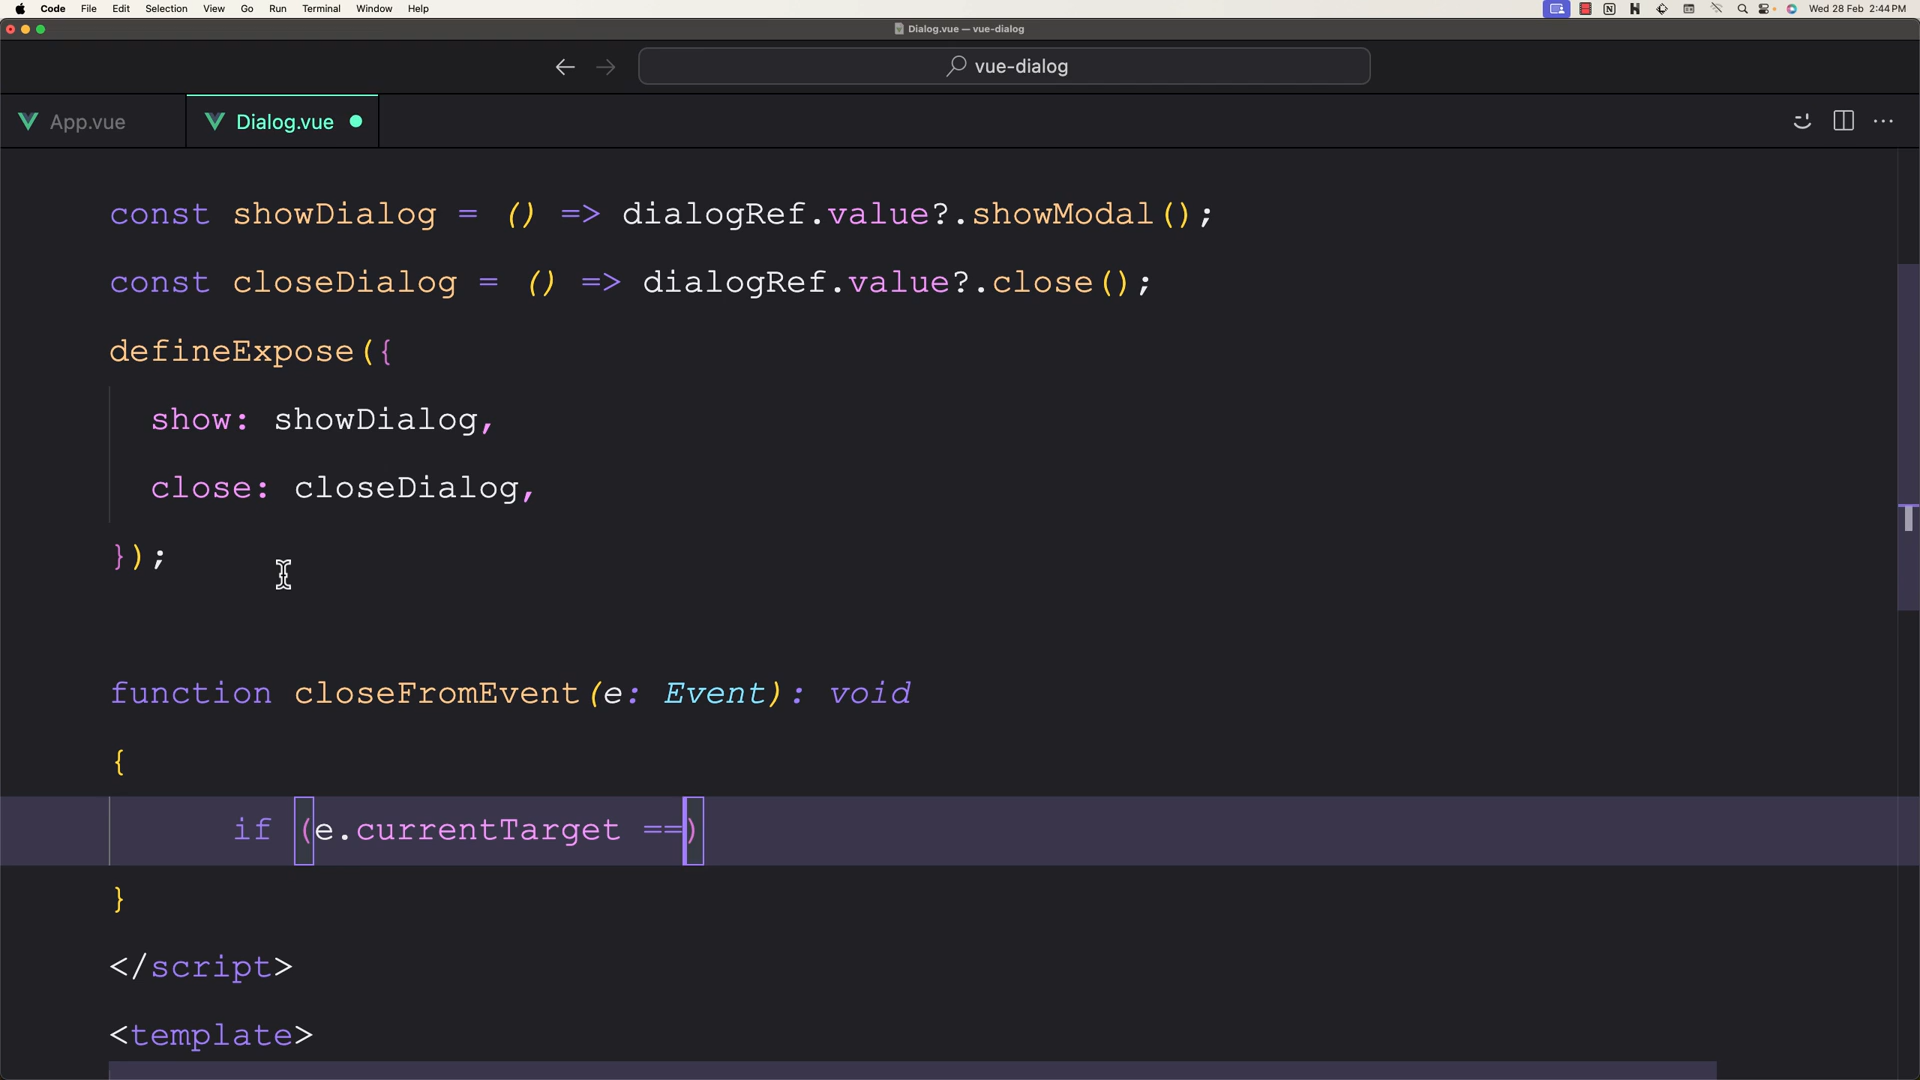 Code File Edit Selection View Go Run Terminal Window Help Wed 28 Feb 2:44 PM
Dialog.vue — vue-dialog
vue-dialog
App.vue Dialog.vue
const showDialog = () => dialogRef.value?.showModal();
const closeDialog = () => dialogRef.value?.close();
defineExpose({
show: showDialog,
close: closeDialog,
});
function closeFromEvent(e: Event): void
{
if (e.currentTarget ==)
}
</script>
<template>